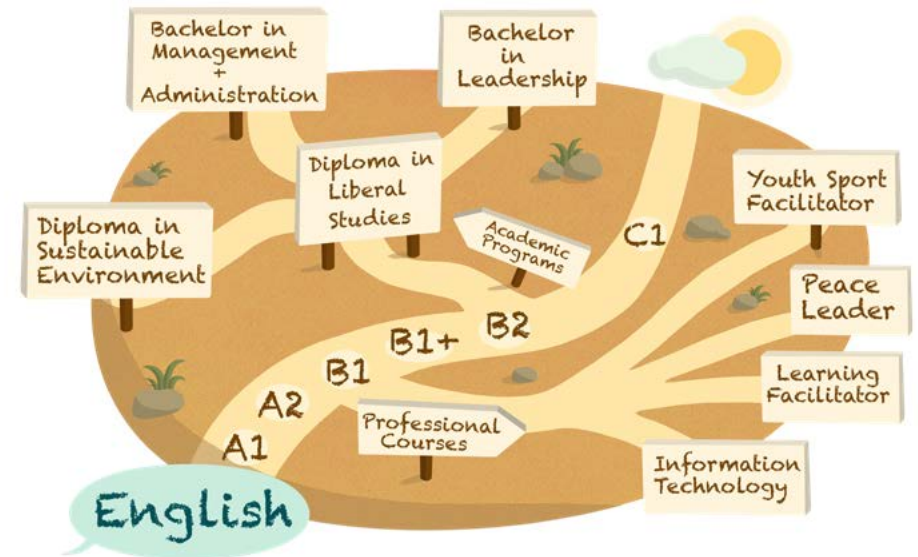 Bachelor in
Management
+
Administration
Bachelor
in
Leadership
Diploma in
Liberal
Studies
Youth Sport
Facilitator
Diploma in
Sustainable
Environment
Academic
Programs
C1
Peace
Leader
B2
B1+
B1
A2
A1
Learning
Facilitator
Professional
Courses
Information
Technology
English